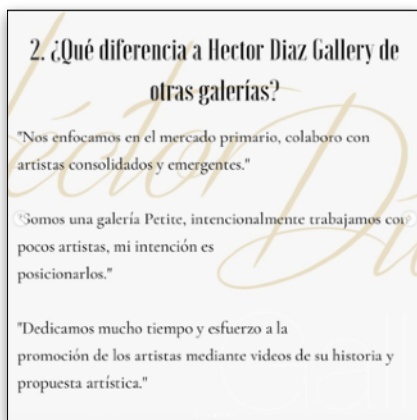 2. ¿Qué diferencia a Hector Diaz Gallery de
otras galerías?
"Nos enfocamos en el mercado primario, colaboro con
artistas consolidados y emergentes."
"Somos una galería Petite, intencionalmente trabajamos con
pocos artistas, mi intención es
posicionarlos."
"Dedicamos mucho tiempo y esfuerzo a la
promoción de los artistas mediante videos de su historia y
propuesta artística."